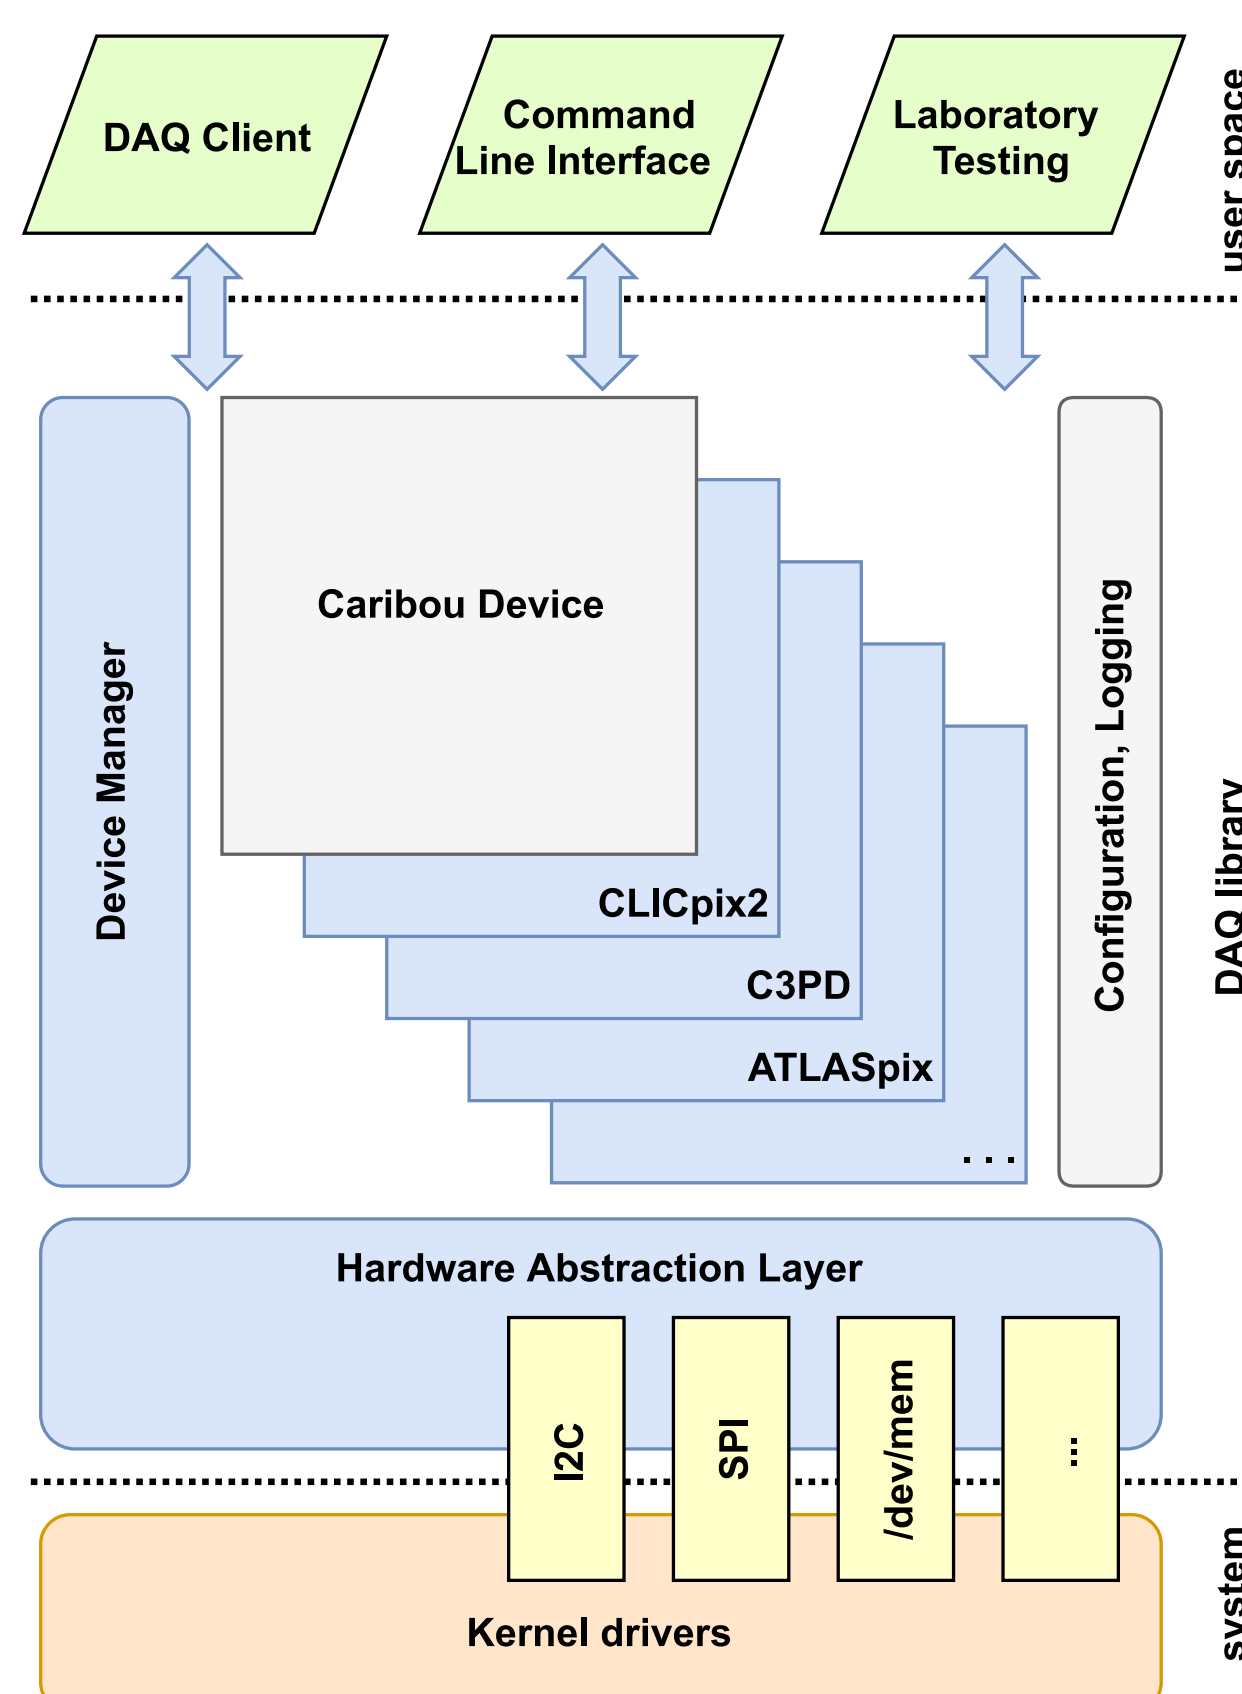 DAQ Client
Command
Line Interface
Laboratory
Testing
user space
Device Manager
Caribou Device
CLICpix2
C3PD
ATLASpix
...
Configuration, Logging
DAQ library
Hardware Abstraction Layer
I2C
SPI
/dev/mem
...
Kernel drivers
system